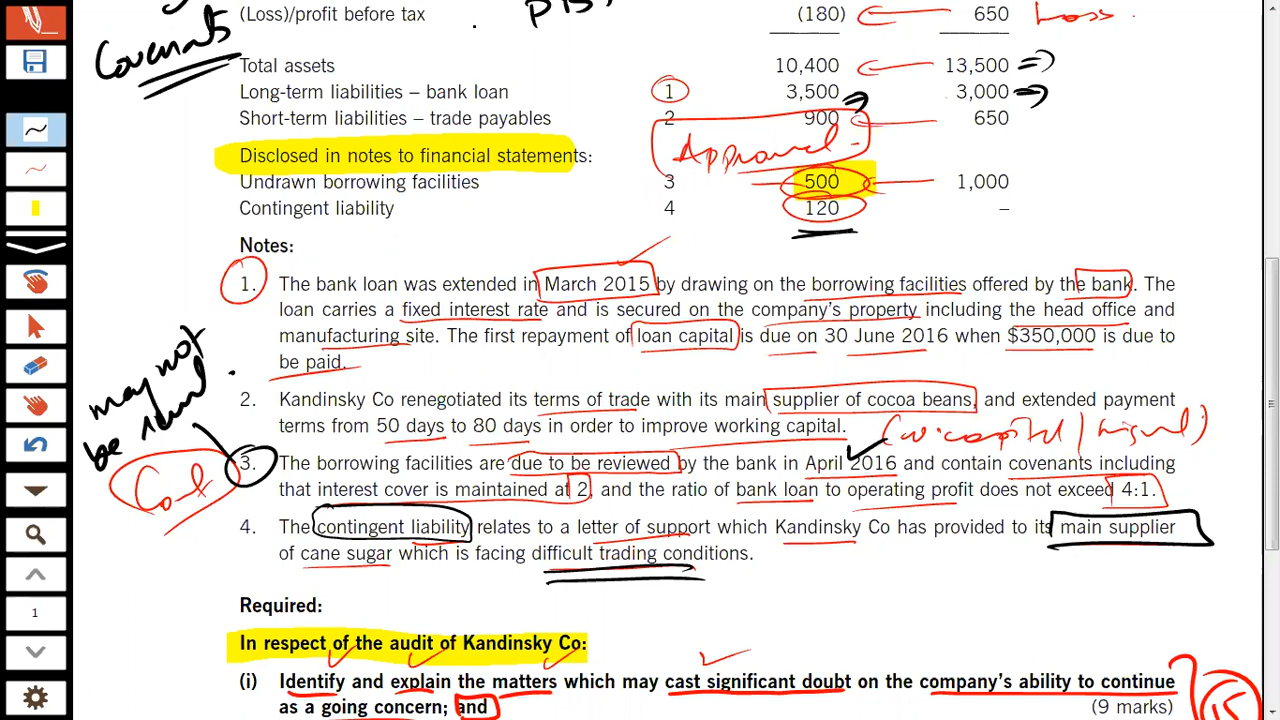 PBT
(Loss)/profit before tax (180) 650 Loss
Covenants
Total assets 10,400 13,500
Long-term liabilities – bank loan 1 3,500 3,000
Short-term liabilities – trade payables 2 900 650
Approval
Disclosed in notes to financial statements:
Undrawn borrowing facilities 3 500 1,000
Contingent liability 4 120 –
Notes:
1. The bank loan was extended in March 2015 by drawing on the borrowing facilities offered by the bank. The
loan carries a fixed interest rate and is secured on the company's property including the head office and
manufacturing site. The first repayment of loan capital is due on 30 June 2016 when $350,000 is due to
be paid.
may not
be
2. Kandinsky Co renegotiated its terms of trade with its main supplier of cocoa beans, and extended payment
terms from 50 days to 80 days in order to improve working capital.
3. The borrowing facilities are due to be reviewed by the bank in April 2016 and contain covenants including
that interest cover is maintained at 2, and the ratio of bank loan to operating profit does not exceed 4:1.
4. The contingent liability relates to a letter of support which Kandinsky Co has provided to its main supplier
of cane sugar which is facing difficult trading conditions.
Required:
In respect of the audit of Kandinsky Co:
(i) Identify and explain the matters which may cast significant doubt on the company's ability to continue
as a going concern; and (9 marks)
15
1